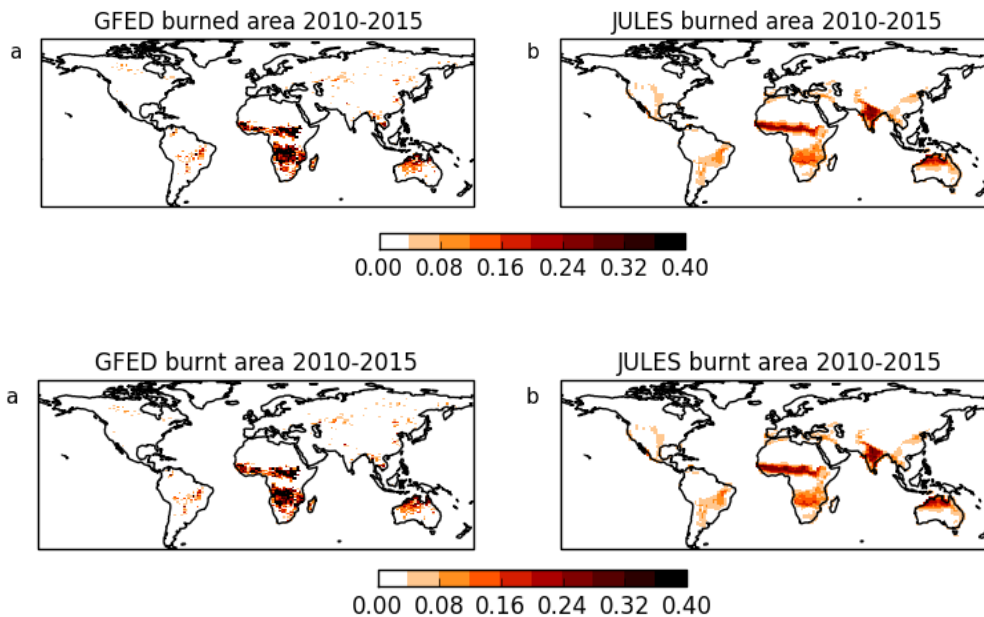 GFED burned area 2010-2015 JULES burned area 2010-2015
a b
0.00 0.08 0.16 0.24 0.32 0.40
GFED burnt area 2010-2015 JULES burnt area 2010-2015
a b
0.00 0.08 0.16 0.24 0.32 0.40